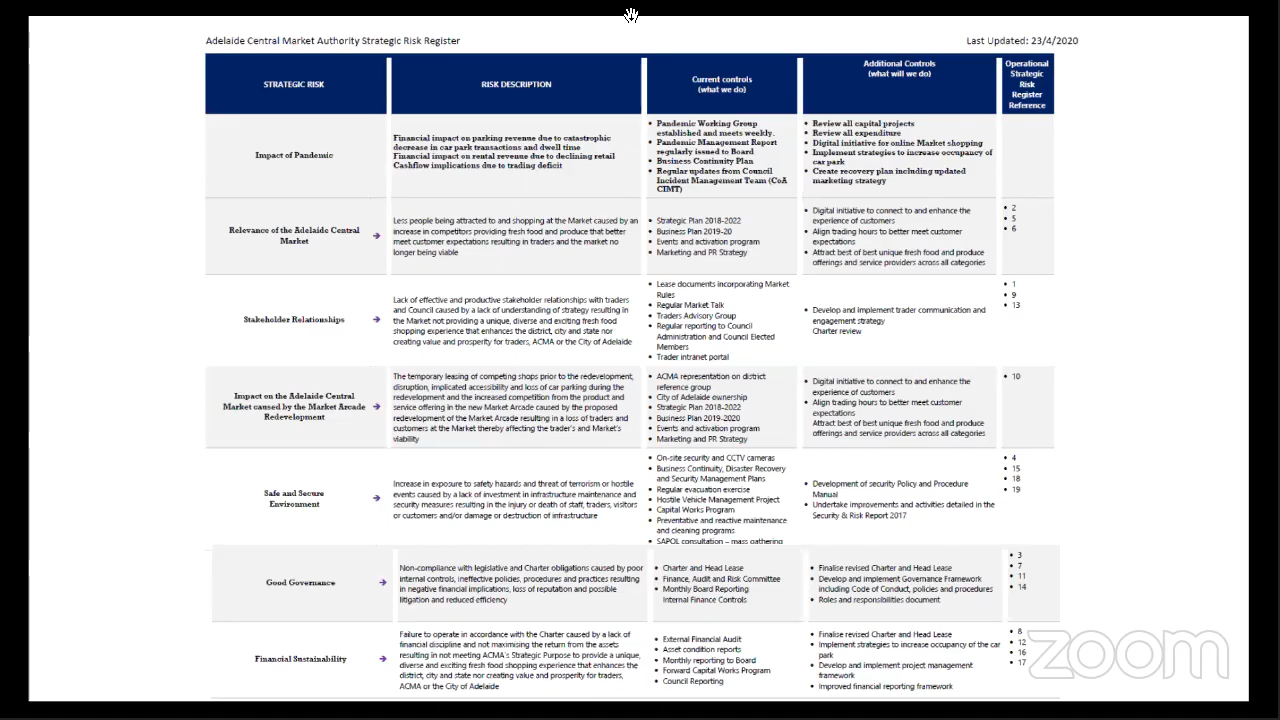 Adelaide Central Market Authority Strategic Risk Register
Last Updated: 23/4/2020
STRATEGIC RISK
RISK DESCRIPTION
Current controls
(what we do)
Additional Controls
(what will we do)
Operational
Strategic
Risk
Register
Reference
Impact of Pandemic
Financial impact on parking revenue due to catastrophic
decrease in car park transactions and dwell time
Financial impact on rental revenue due to declining retail
Cashflow implications due to trading deficit
• Pandemic Working Group
established and meets weekly.
• Pandemic Management Report
regularly issued to Board
• Business Continuity Plan
• Regular updates from Council
Incident Management Team (CoA
CIMT)
• Review all capital projects
• Review all expenditure
• Digital initiative for online Market shopping
• Implement strategies to increase occupancy of
car park
• Create recovery plan including updated
marketing strategy
Relevance of the Adelaide Central
Market
Less people being attracted to and shopping at the Market caused by an
increase in competitors providing fresh food and produce that better
meet customer expectations resulting in traders and the market no
longer being viable
• Strategic Plan 2018-2022
• Business Plan 2019-20
• Events and activation program
• Marketing and PR Strategy
• Digital initiative to connect to and enhance the
experience of customers
• Align trading hours to better meet customer
expectations
• Attract best of best unique fresh food and produce
offerings and service providers across all categories
• 2
• 5
• 6
Stakeholder Relationships
Lack of effective and productive stakeholder relationships with traders
and Council caused by a lack of understanding of strategy resulting in
the Market not providing a unique, diverse and exciting fresh food
shopping experience that enhances the district, city and state nor
creating value and prosperity for traders, ACMA or the City of Adelaide
• Lease documents incorporating Market
Rules
• Regular Market Talk
• Traders Advisory Group
• Regular reporting to Council
Administration and Council Elected
Members
• Trader intranet portal
• Develop and implement trader communication and
engagement strategy
Charter review
• 1
• 9
• 13
Impact on the Adelaide Central
Market caused by the Market Arcade
Redevelopment
The temporary leasing of competing shops prior to the redevelopment,
disruption, implicated accessibility and loss of car parking during the
redevelopment and the increased competition from the product and
service offering in the new Market Arcade caused by the proposed
redevelopment of the Market Arcade resulting in a loss of traders and
customers at the Market thereby affecting the trader's and Market's
viability
• ACMA representation on district
reference group
• City of Adelaide ownership
• Strategic Plan 2018-2022
• Business Plan 2019-2020
• Events and activation program
• Marketing and PR Strategy
• Digital initiative to connect to and enhance the
experience of customers
• Align trading hours to better meet customer
expectations
Attract best of best unique fresh food and produce
offerings and service providers across all categories
• 10
Safe and Secure
Environment
Increase in exposure to safety hazards and threat of terrorism or hostile
events caused by a lack of investment in infrastructure maintenance and
security measures resulting in the injury or death of staff, traders, visitors
or customers and/or damage or destruction of infrastructure
• On-site security and CCTV cameras
• Business Continuity, Disaster Recovery
and Security Management Plans
• Regular evacuation exercise
• Hostile Vehicle Management Project
• Capital Works Program
• Preventative and reactive maintenance
and cleaning programs
• SAPOL consultation – mass gathering
• Development of security Policy and Procedure
Manual
• Undertake improvements and activities detailed in the
Security & Risk Report 2017
• 4
• 15
• 18
• 19
Good Governance
Non-compliance with legislative and Charter obligations caused by poor
internal controls, ineffective policies, procedures and practices resulting
in negative financial implications, loss of reputation and possible
litigation and reduced efficiency
• Charter and Head Lease
• Finance, Audit and Risk Committee
• Monthly Board Reporting
Internal Finance Controls
• Finalise revised Charter and Head Lease
• Develop and implement Governance Framework
including Code of Conduct, policies and procedures
• Roles and responsibilities document
• 3
• 7
• 11
• 14
Financial Sustainability
Failure to operate in accordance with the Charter caused by a lack of
financial discipline and not maximising the return from the assets
resulting in not meeting ACMA's Strategic Purpose to provide a unique,
diverse and exciting fresh food shopping experience that enhances the
district, city and state nor creating value and prosperity for traders,
ACMA or the City of Adelaide
• External Financial Audit
• Asset condition reports
• Monthly reporting to Board
• Forward Capital Works Program
• Council Reporting
• Finalise revised Charter and Head Lease
• Implement strategies to increase occupancy of the car
park
• Develop and implement project management
framework
• Improved financial reporting framework
• 8
• 12
• 16
• 17
zoom